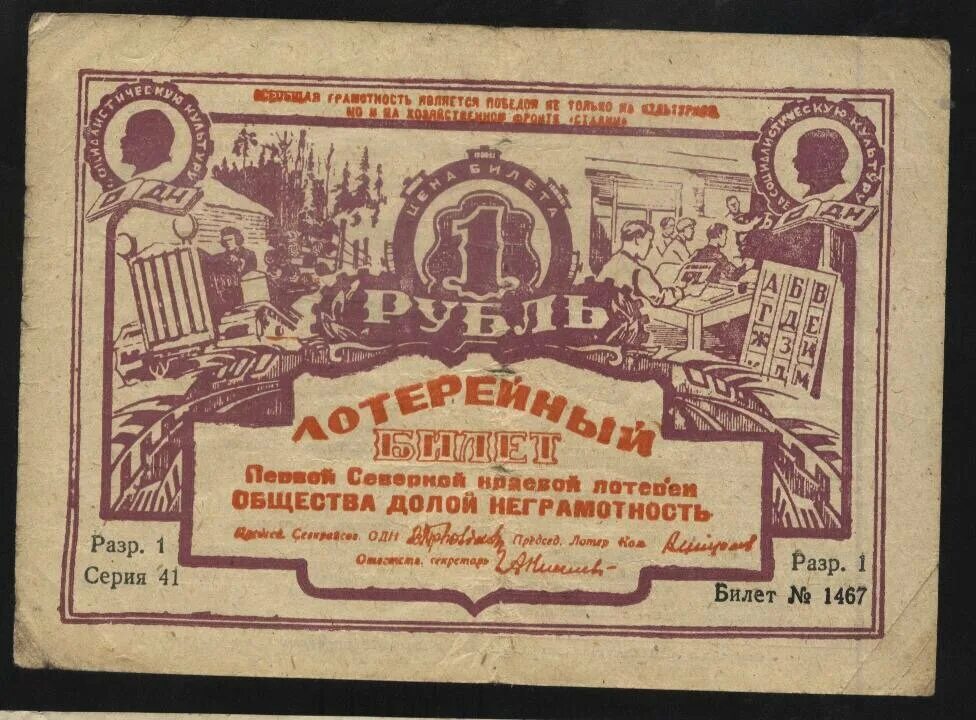 ВСЕОБЩАЯ ГРАМОТНОСТЬ ЯВЛЯЕТСЯ ПОБЕДОЙ НЕ ТОЛЬКО НА КУЛЬТУРНОМ
НО И НА ХОЗЯЙСТВЕННОМ ФРОНТЕ «СТАЛИН»
ЗА СОЦИАЛИСТИЧЕСКУЮ КУЛЬТУРУ
ОДН
ЦЕНА БИЛЕТА
1
РУБЛЬ
ЗА СОЦИАЛИСТИЧЕСКУЮ КУЛЬТУРУ
ОДН
А Б В
Г Д Е
Ж З И
Л М
ЛОТЕРЕЙНЫЙ
БИЛЕТ
Первой Северной краевой лотереи
ОБЩЕСТВА ДОЛОЙ НЕГРАМОТНОСТЬ
ОДН Председ. Лотер Ком
Ответств. секретарь
Разр. 1
Серия 41
Разр. 1
Билет № 1467